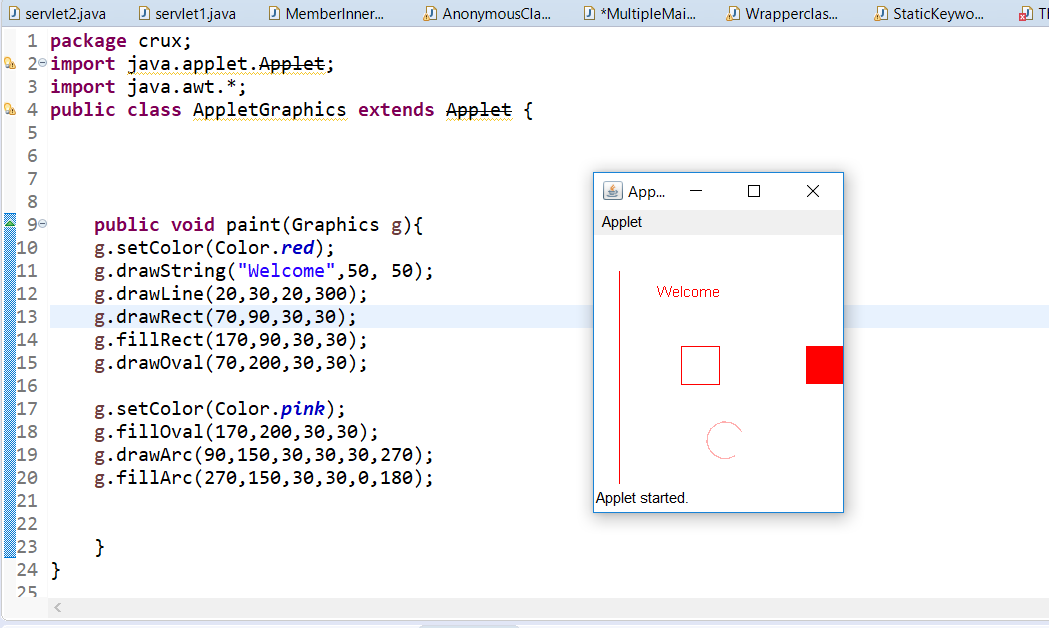 servlet2.java servlet1.java MemberInner... AnonymousCla... *MultipleMai... Wrapperclas... StaticKeywo...
1 package crux;
2 import java.applet.Applet;
3 import java.awt.*;
4 public class AppletGraphics extends Applet {
5
6
7
8
9 public void paint(Graphics g){
10 g.setColor(Color.red);
11 g.drawString("Welcome",50, 50);
12 g.drawLine(20,30,20,300);
13 g.drawRect(70,90,30,30);
14 g.fillRect(170,90,30,30);
15 g.drawOval(70,200,30,30);
16
17 g.setColor(Color.pink);
18 g.fillOval(170,200,30,30);
19 g.drawArc(90,150,30,30,30,270);
20 g.fillArc(270,150,30,30,0,180);
21
22
23 }
24 }
25
App...
Applet
Welcome
Applet started.